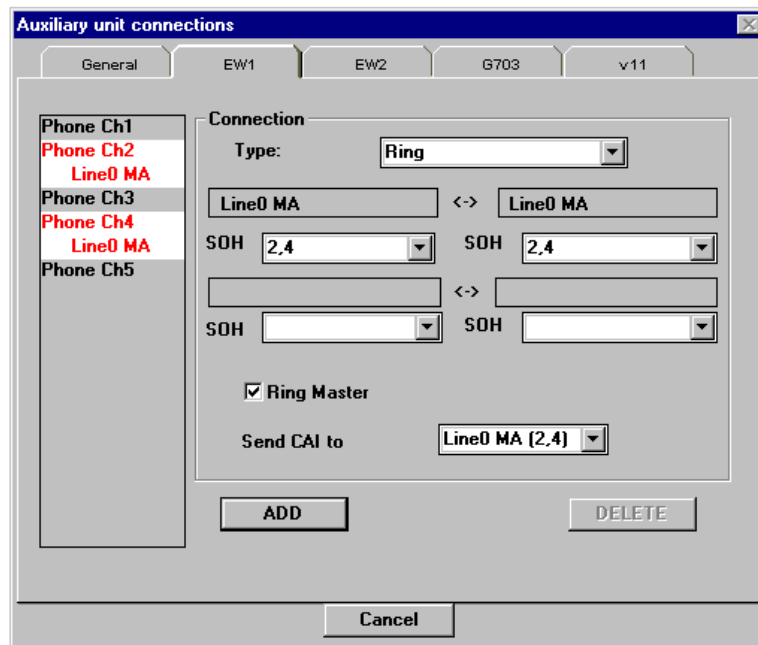 Auxiliary unit connections
General EW1 EW2 G703 v11
Phone Ch1
Phone Ch2
Line0 MA
Phone Ch3
Phone Ch4
Line0 MA
Phone Ch5
Connection
Type: Ring
Line0 MA <-> Line0 MA
SOH 2,4 SOH 2,4
<->
SOH SOH
Ring Master
Send CAI to Line0 MA (2,4)
ADD DELETE
Cancel